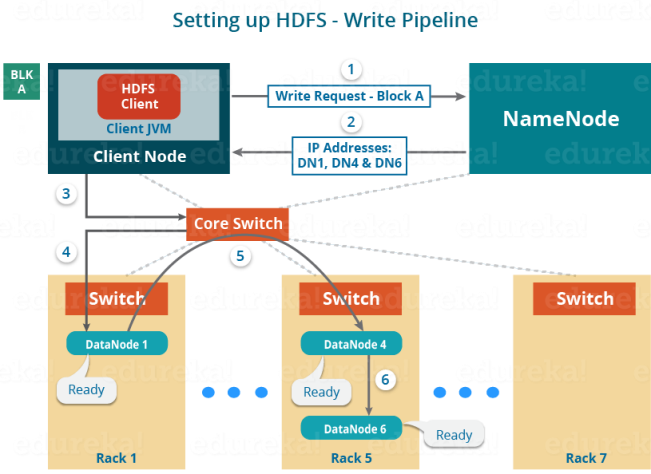 Setting up HDFS - Write Pipeline
BLK
A
HDFS
Client
Client JVM
Client Node
1
Write Request - Block A
2
IP Addresses:
DN1, DN4 & DN6
NameNode
3
Core Switch
4
5
Switch
Switch
Switch
DataNode 1
DataNode 4
Ready
Ready
6
DataNode 6
Ready
Rack 1
Rack 5
Rack 7
edureka!